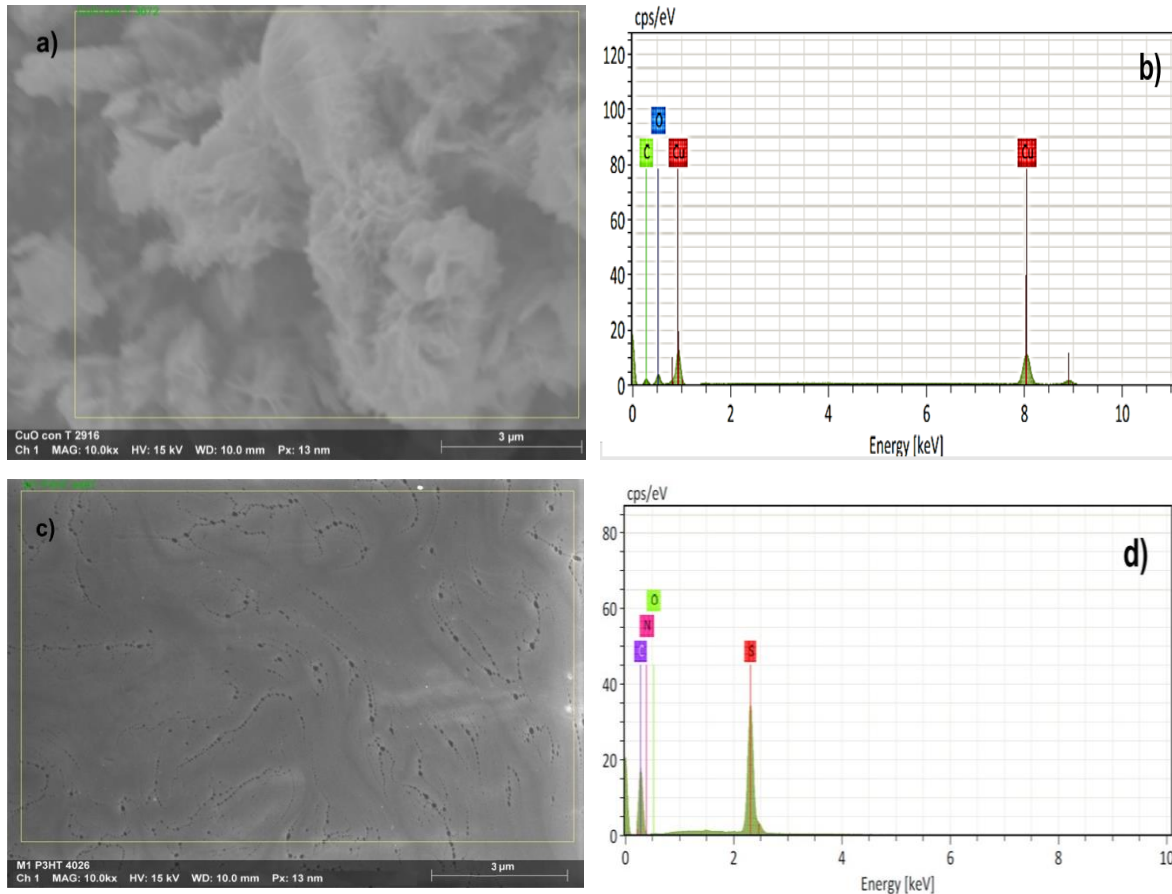 a)
CuO con T 2916
Ch 1 MAG: 10.0kx HV: 15 kV WD: 10.0 mm Px: 13 nm
3 µm
cps/eV
b)
120
100
80
60
40
20
0
O
C
Cu
Cu
0 2 4 6 8 10
Energy [keV]
c)
M1 P3HT 4026
Ch 1 MAG: 10.0kx HV: 15 kV WD: 10.0 mm Px: 13 nm
3 µm
cps/eV
d)
80
60
40
20
0
O
N
C
S
0 2 4 6 8 10
Energy [keV]